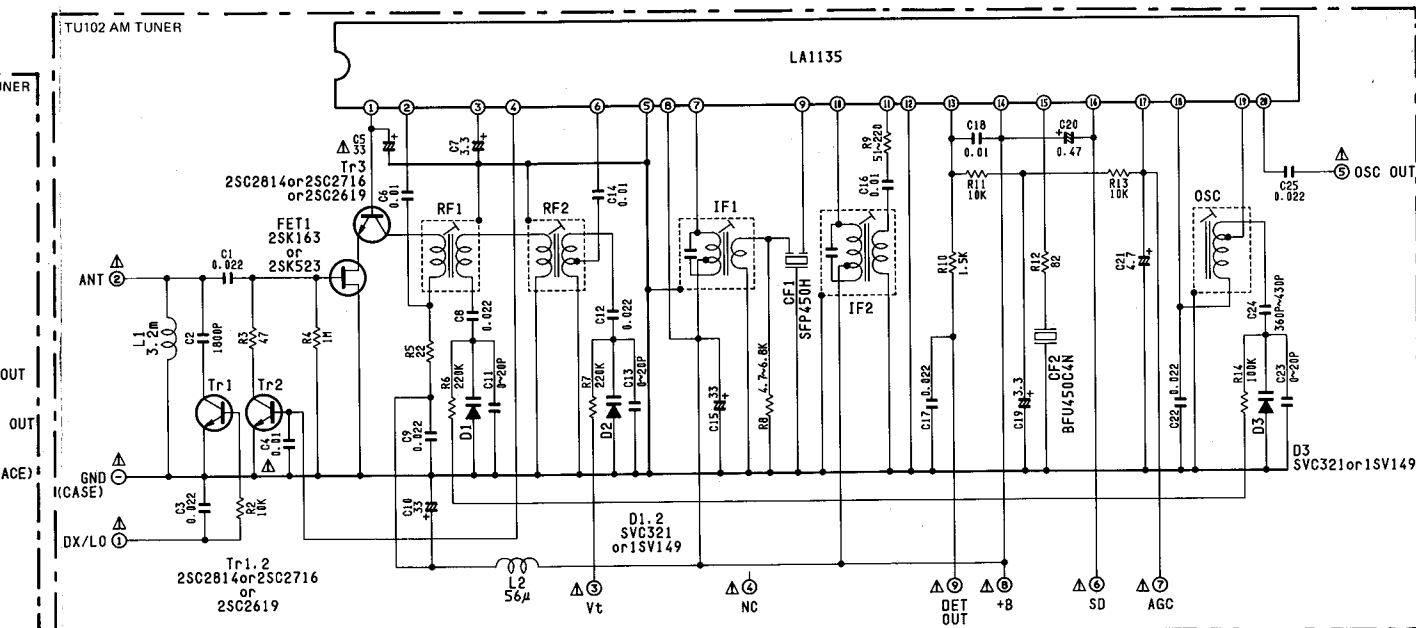 TU102 AM TUNER
UNER
LA1135
1
2
3
4
6
5
8
7
9
10
11
12
13
14
15
16
17
18
19
20
C5
33
C7
3.3
Tr3
2SC2814or2SC2716
or2SC2619
C6
0.01
C14
0.01
R9
51~220
C16
0.01
C18
0.01
C20
0.47
R11
10K
R13
10K
C25
0.022
5 OSC OUT
FET1
2SK163
or
2SK523
RF1
RF2
IF1
IF2
OSC
C1
0.022
ANT 2
L1
3.2m
C2
1800P
R3
47
R4
1M
Tr1
Tr2
C4
0.01
R5
22
C8
0.022
C12
0.022
R6
220K
D1
C11
0~20P
R7
220K
D2
C13
0~20P
C9
0.022
C15
33
R8
4.7~6.8K
CF1
SFP450H
R10
1.5K
C17
0.022
C19
3.3
R12
82
CF2
BFU450C4N
C21
4.7
C22
0.022
C24
360P~430P
R14
100K
D3
C23
0~20P
OUT
OUT
ACE)
GND
(CASE)
C3
0.022
R2
10K
C10
33
DX/LO 1
D3
SVC321or1SV149
D1.2
SVC321
or1SV149
Tr1.2
2SC2814or2SC2716
or
2SC2619
L2
56μ
3
Vt
4
NC
9
DET
OUT
8
+B
6
SD
7
AGC